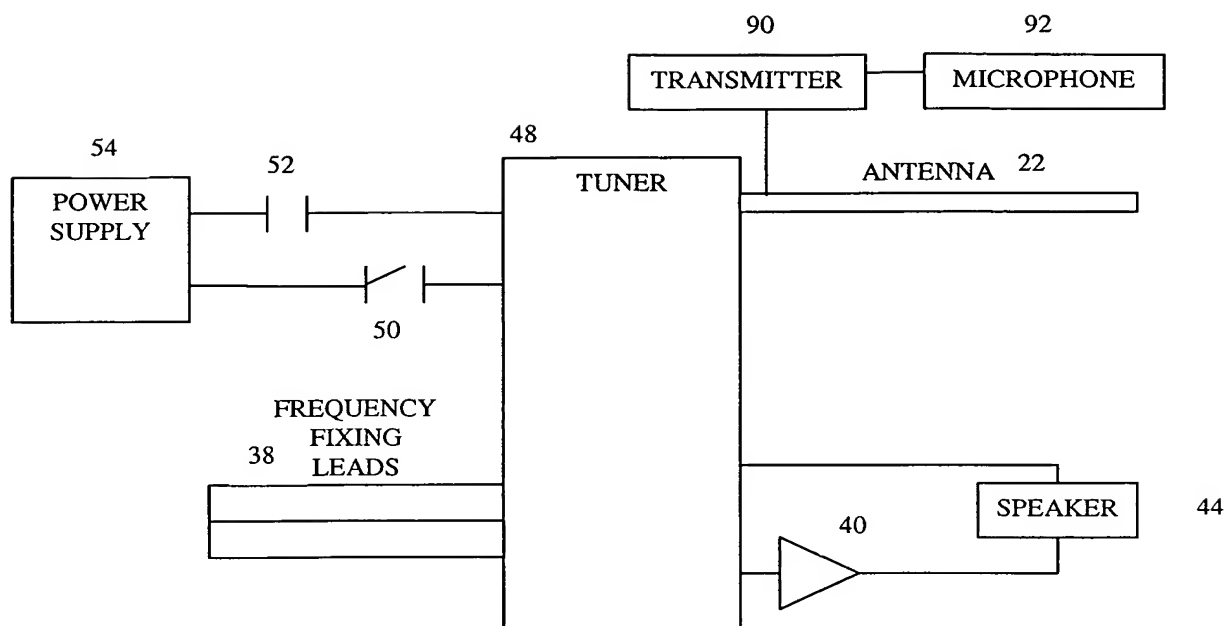 90
92
TRANSMITTER
MICROPHONE
48
54
52
ANTENNA
22
TUNER
POWER
SUPPLY
50
FREQUENCY
FIXING
LEADS
38
SPEAKER
44
40